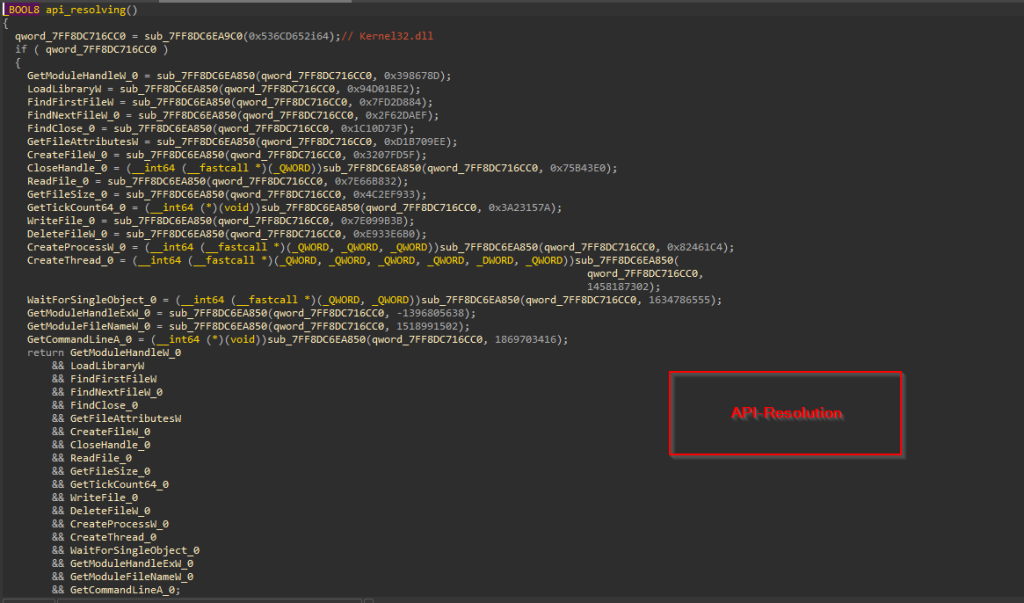 _BOOL8 api_resolving()
{
  qword_7FF8DC716CC0 = sub_7FF8DC6EA9C0(0x536CD652i64);// Kernel32.dll
  if ( qword_7FF8DC716CC0 )
  {
    GetModuleHandleW_0 = sub_7FF8DC6EA850(qword_7FF8DC716CC0, 0x398678D);
    LoadLibraryW = sub_7FF8DC6EA850(qword_7FF8DC716CC0, 0x94D01BE2);
    FindFirstFileW = sub_7FF8DC6EA850(qword_7FF8DC716CC0, 0x7FD2D884);
    FindNextFileW_0 = sub_7FF8DC6EA850(qword_7FF8DC716CC0, 0x2F62DAEF);
    FindClose_0 = sub_7FF8DC6EA850(qword_7FF8DC716CC0, 0x1C10D73F);
    GetFileAttributesW = sub_7FF8DC6EA850(qword_7FF8DC716CC0, 0xD1B709EE);
    CreateFileW_0 = sub_7FF8DC6EA850(qword_7FF8DC716CC0, 0x3207FD5F);
    CloseHandle_0 = (__int64 (__fastcall *)(_QWORD))sub_7FF8DC6EA850(qword_7FF8DC716CC0, 0x75B43E0);
    ReadFile_0 = sub_7FF8DC6EA850(qword_7FF8DC716CC0, 0x7E66B832);
    GetFileSize_0 = sub_7FF8DC6EA850(qword_7FF8DC716CC0, 0x4C2EF933);
    GetTickCount64_0 = (__int64 (*)(void))sub_7FF8DC6EA850(qword_7FF8DC716CC0, 0x3A23157A);
    WriteFile_0 = sub_7FF8DC6EA850(qword_7FF8DC716CC0, 0x7E099B3B);
    DeleteFileW_0 = sub_7FF8DC6EA850(qword_7FF8DC716CC0, 0xE933E6B0);
    CreateProcessW_0 = (__int64 (__fastcall *)(_QWORD, _QWORD, _QWORD))sub_7FF8DC6EA850(qword_7FF8DC716CC0, 0x82461C4);
    CreateThread_0 = (__int64 (__fastcall *)(_QWORD, _QWORD, _QWORD, _QWORD, _DWORD, _QWORD))sub_7FF8DC6EA850(
qword_7FF8DC716CC0,
1458187302);
    WaitForSingleObject_0 = (__int64 (__fastcall *)(_QWORD, _QWORD))sub_7FF8DC6EA850(qword_7FF8DC716CC0, 1634786555);
    GetModuleHandleExW_0 = sub_7FF8DC6EA850(qword_7FF8DC716CC0, -1396805638);
    GetModuleFileNameW_0 = sub_7FF8DC6EA850(qword_7FF8DC716CC0, 1518991502);
    GetCommandLineA_0 = (__int64 (*)(void))sub_7FF8DC6EA850(qword_7FF8DC716CC0, 1869703416);
    return GetModuleHandleW_0
        && LoadLibraryW
        && FindFirstFileW
        && FindNextFileW_0
        && FindClose_0
        && GetFileAttributesW
        && CreateFileW_0
        && CloseHandle_0
        && ReadFile_0
        && GetFileSize_0
        && GetTickCount64_0
        && WriteFile_0
        && DeleteFileW_0
        && CreateProcessW_0
        && CreateThread_0
        && WaitForSingleObject_0
        && GetModuleHandleExW_0
        && GetModuleFileNameW_0
        && GetCommandLineA_0;
API-Resolution